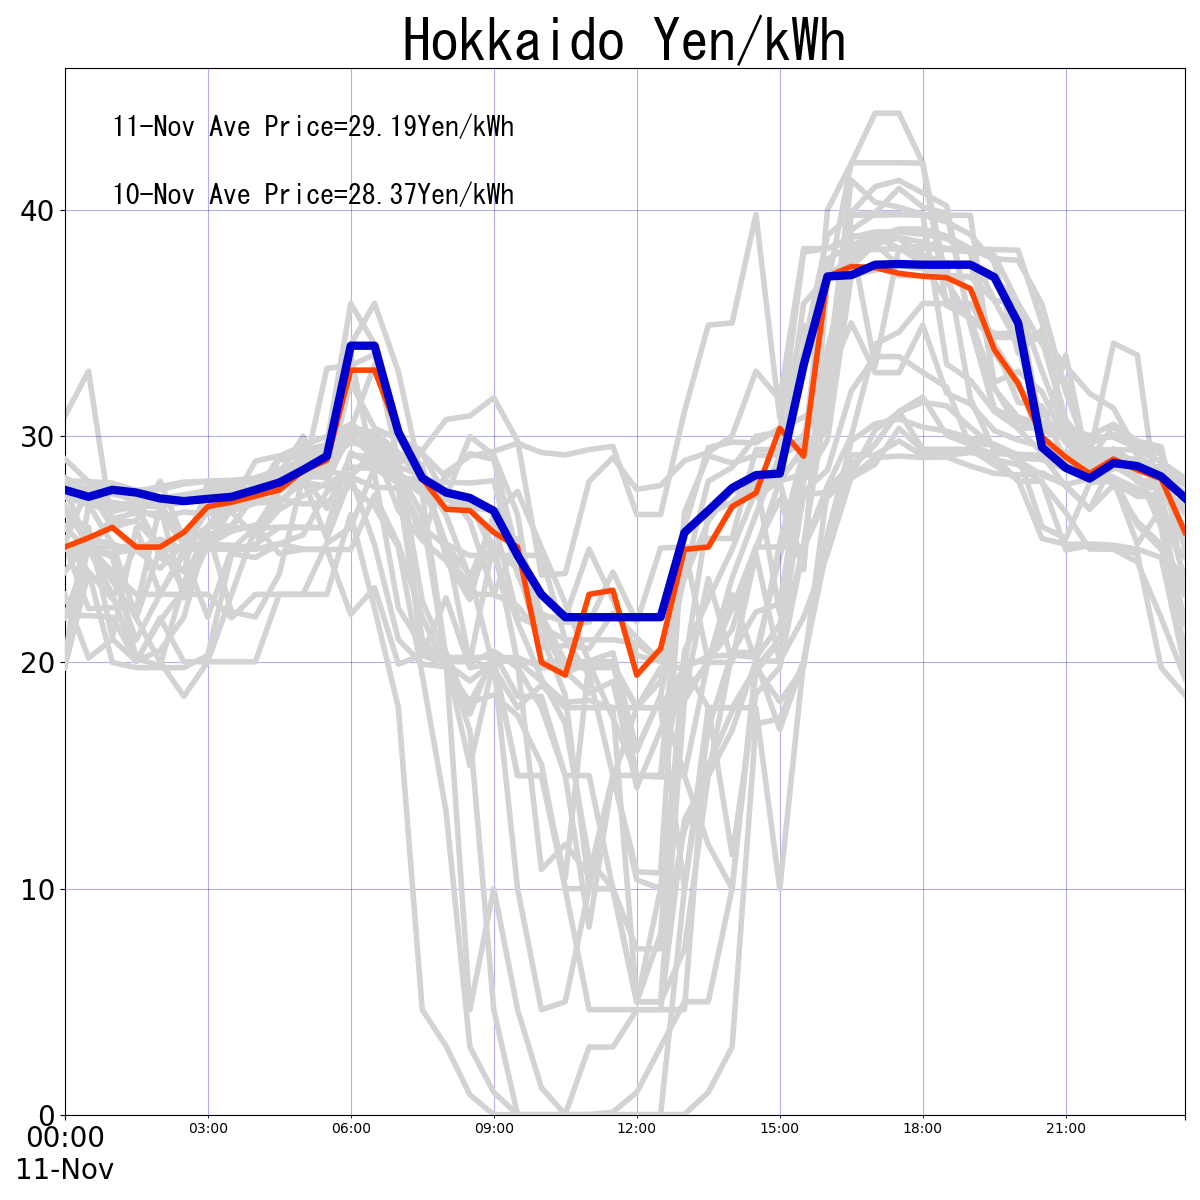 Hokkaido Yen/kWh
11-Nov Ave Price=29.19Yen/kWh
10-Nov Ave Price=28.37Yen/kWh
40
30
20
10
0
00:00 03:00 06:00 09:00 12:00 15:00 18:00 21:00
11-Nov